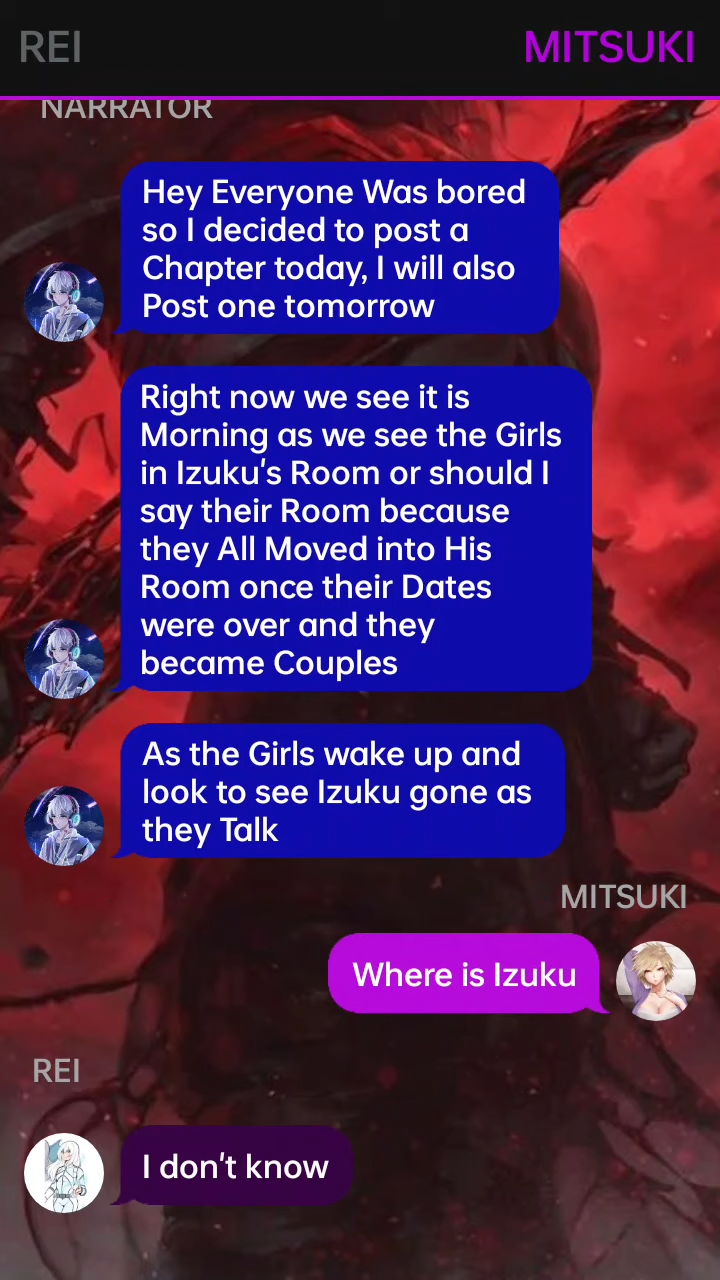 REI MITSUKI
NARRATOR
Hey Everyone Was bored
so I decided to post a
Chapter today, I will also
Post one tomorrow
Right now we see it is
Morning as we see the Girls
in Izuku's Room or should I
say their Room because
they All Moved into His
Room once their Dates
were over and they
became Couples
As the Girls wake up and
look to see Izuku gone as
they Talk
MITSUKI
Where is Izuku
REI
I don't know